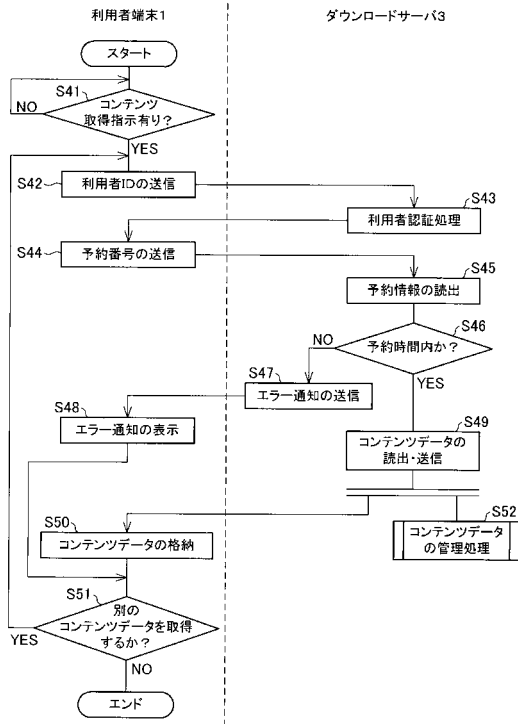 利用者端末1
ダウンロードサーバ3
スタート
S41
コンテンツ
取得指示有り?
NO
YES
S42
利用者IDの送信
S43
利用者認証処理
S44
予約番号の送信
S45
予約情報の読出
S46
予約時間内か?
NO
YES
S47
エラー通知の送信
S48
エラー通知の表示
S49
コンテンツデータの
読出・送信
S50
コンテンツデータの格納
S52
コンテンツデータ
の管理処理
S51
別の
コンテンツデータを取得
するか?
YES
NO
エンド